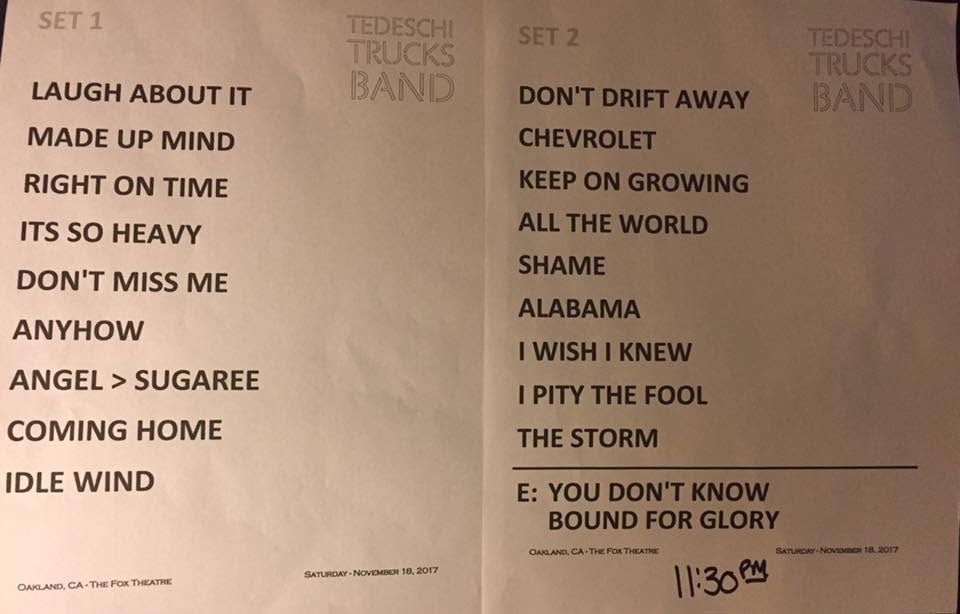 SET 1
TEDESCHI
TRUCKS
BAND
LAUGH ABOUT IT
MADE UP MIND
RIGHT ON TIME
ITS SO HEAVY
DON'T MISS ME
ANYHOW
ANGEL > SUGAREE
COMING HOME
IDLE WIND
OAKLAND, CA - THE FOX THEATRE
SATURDAY - NOVEMBER 18, 2017
SET 2
TEDESCHI
TRUCKS
BAND
DON'T DRIFT AWAY
CHEVROLET
KEEP ON GROWING
ALL THE WORLD
SHAME
ALABAMA
I WISH I KNEW
I PITY THE FOOL
THE STORM
E: YOU DON'T KNOW
BOUND FOR GLORY
OAKLAND, CA - THE FOX THEATRE
SATURDAY - NOVEMBER 18, 2017
11:30 PM